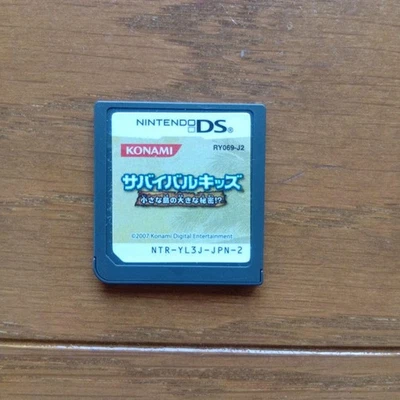 NINTENDO DS®
KONAMI RY069-J2
サバイバルキッズ
小さな島の大きな秘密!?
©2007 Konami Digital Entertainment
NTR-YL3J-JPN-2